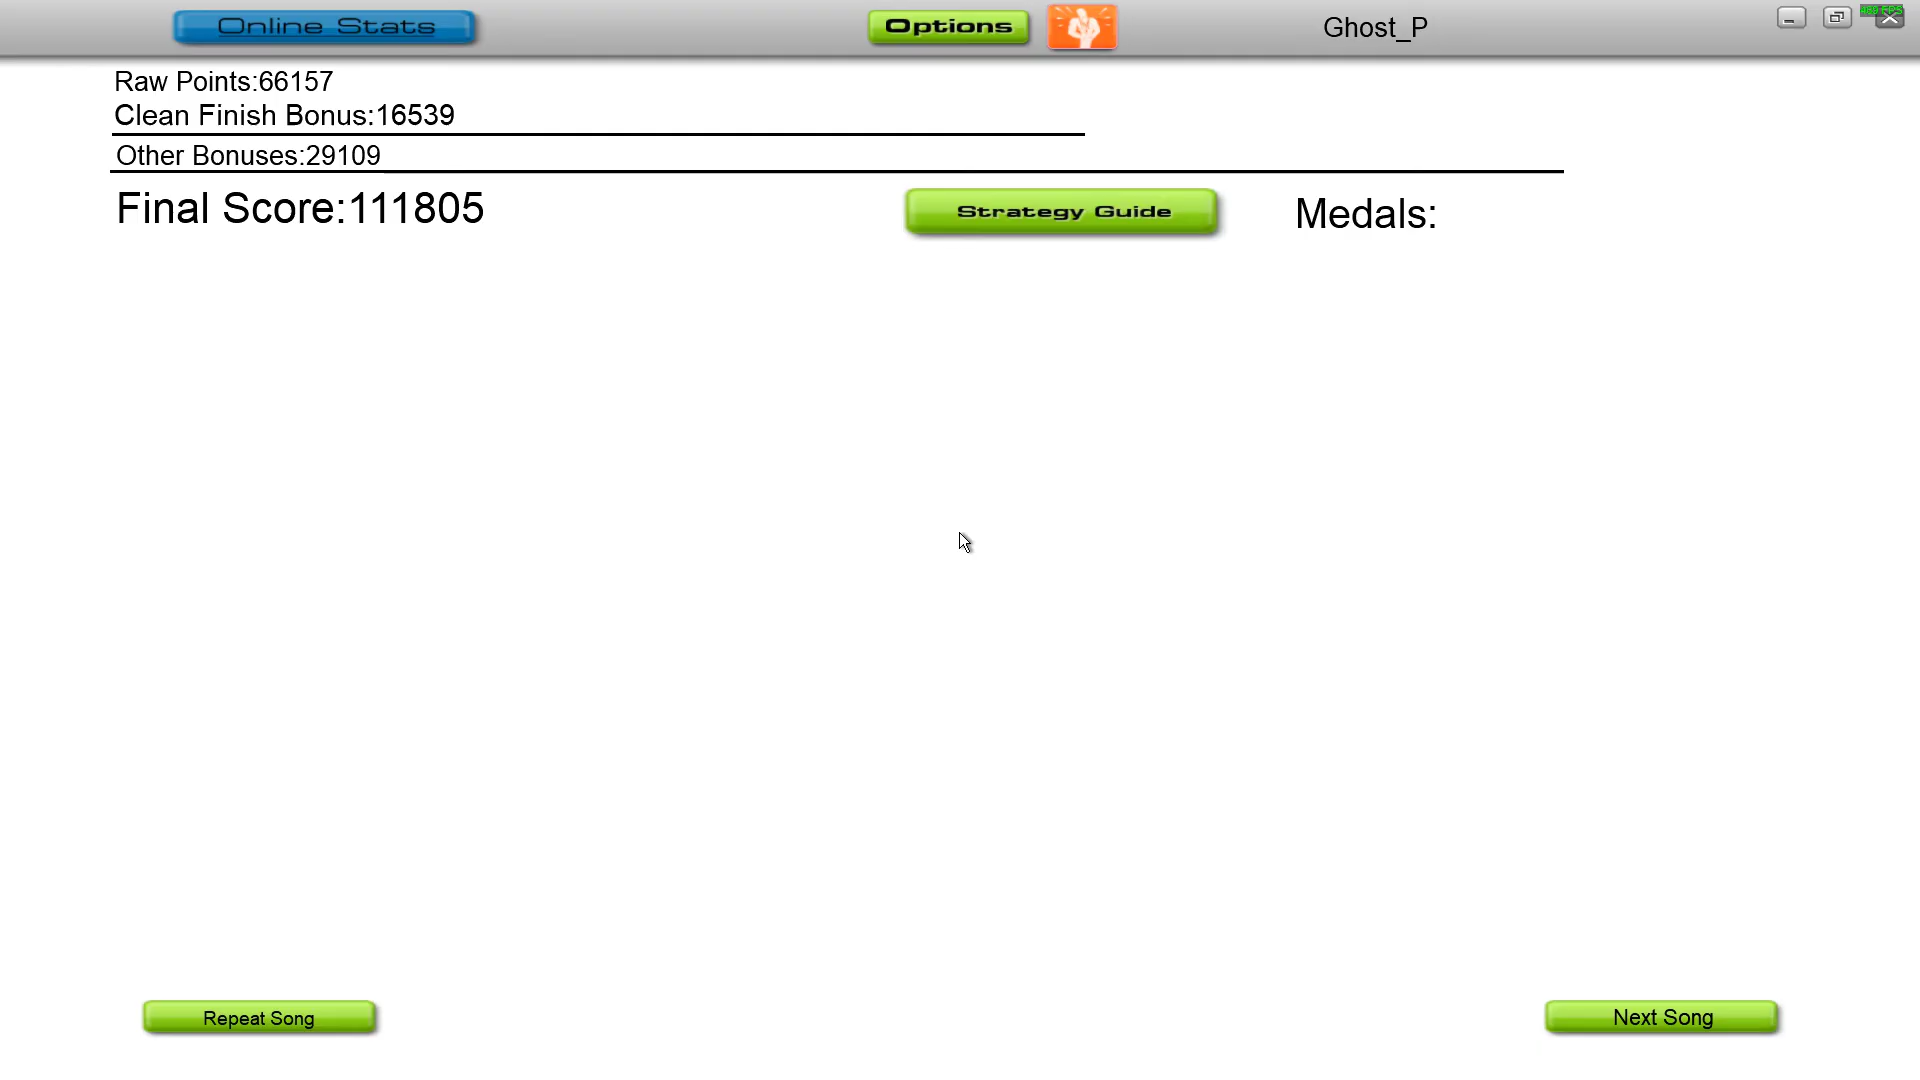 Online Stats
Options
Ghost_P
Raw Points:66157
Clean Finish Bonus:16539
Other Bonuses:29109
Final Score:111805
Strategy Guide
Medals:
Repeat Song
Next Song